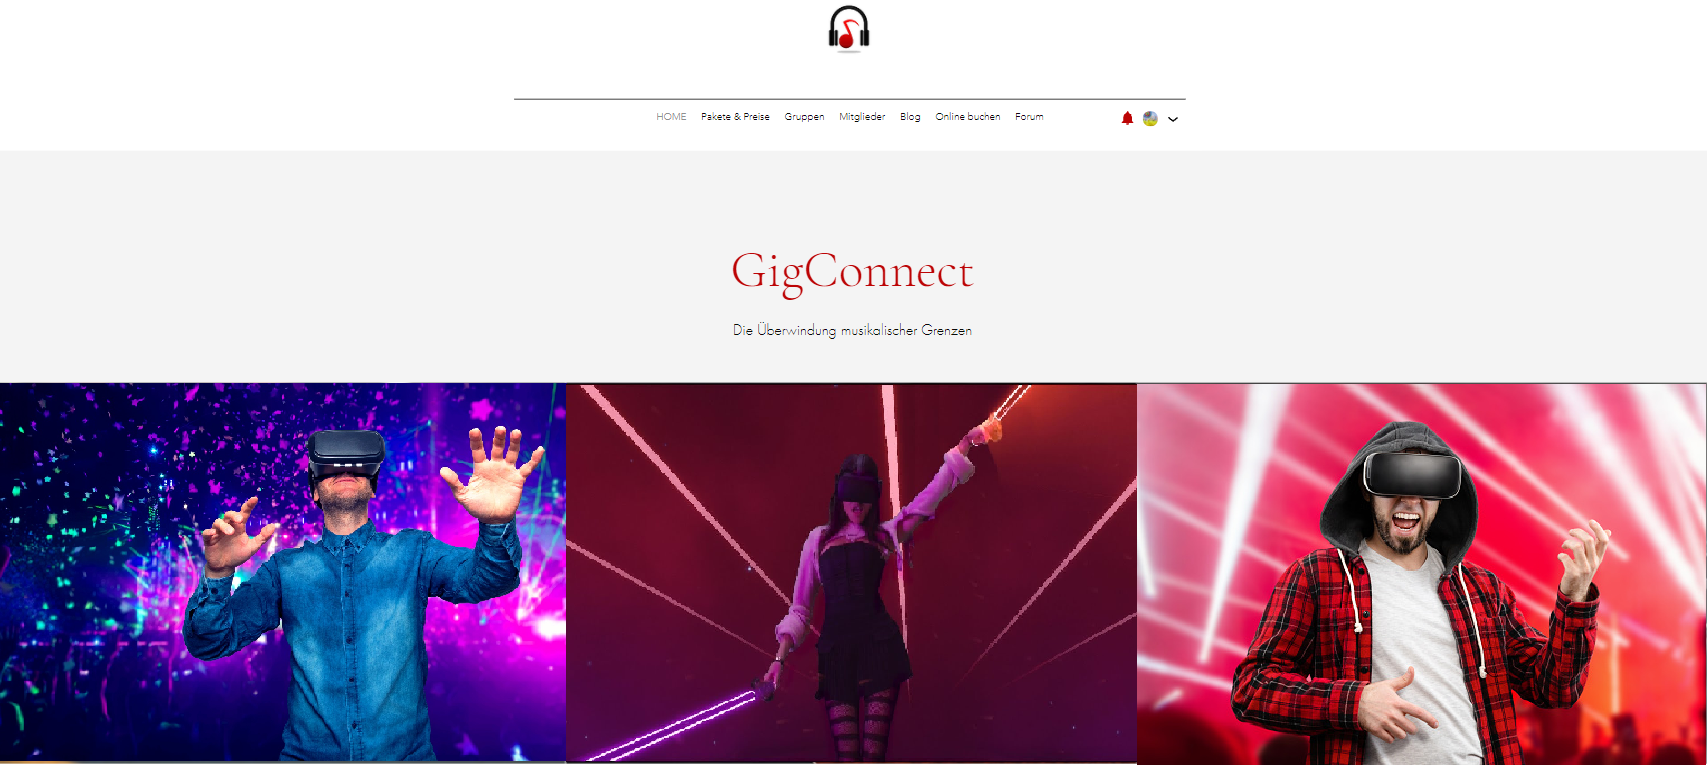 HOME Pakete & Preise Gruppen Mitglieder Blog Online buchen Forum
GigConnect
Die Überwindung musikalischer Grenzen